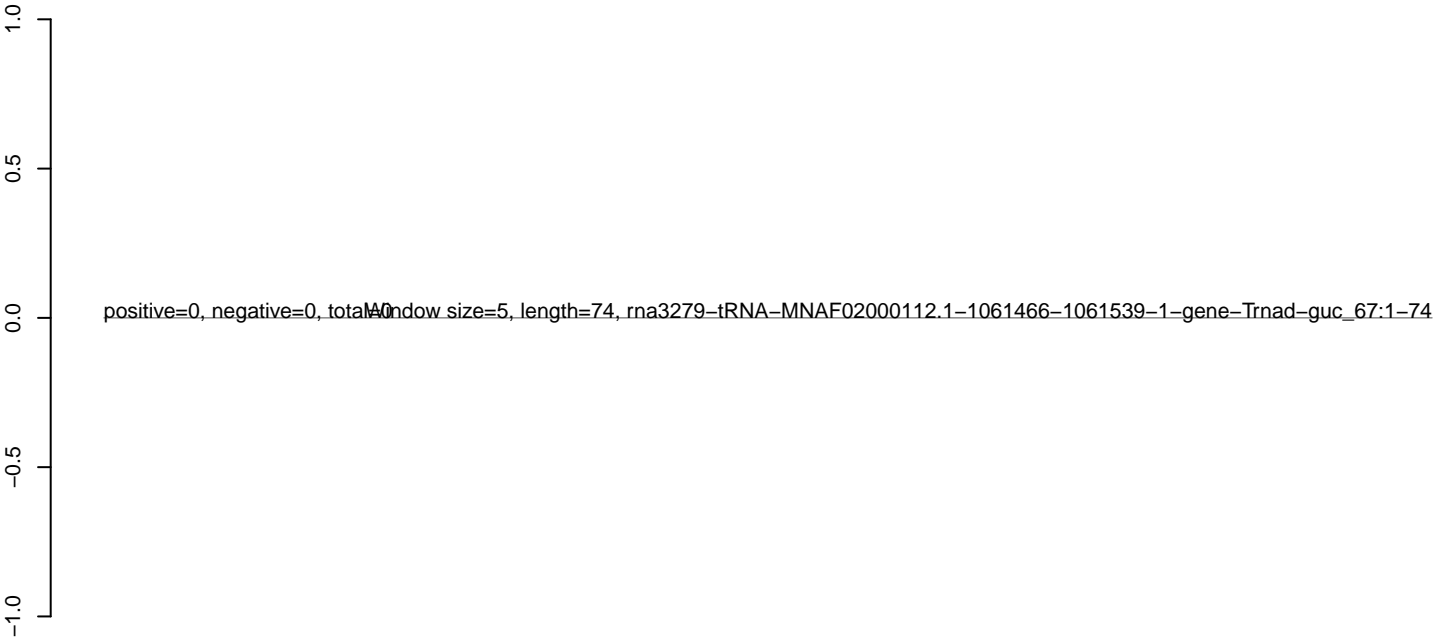 1.0
0.5
0.0
−0.5
−1.0
positive=0, negative=0, total=0
Window size=5, length=74, rna3279−tRNA−MNAF02000112.1−1061466−1061539−1−gene−Trnad−guc_67:1−74